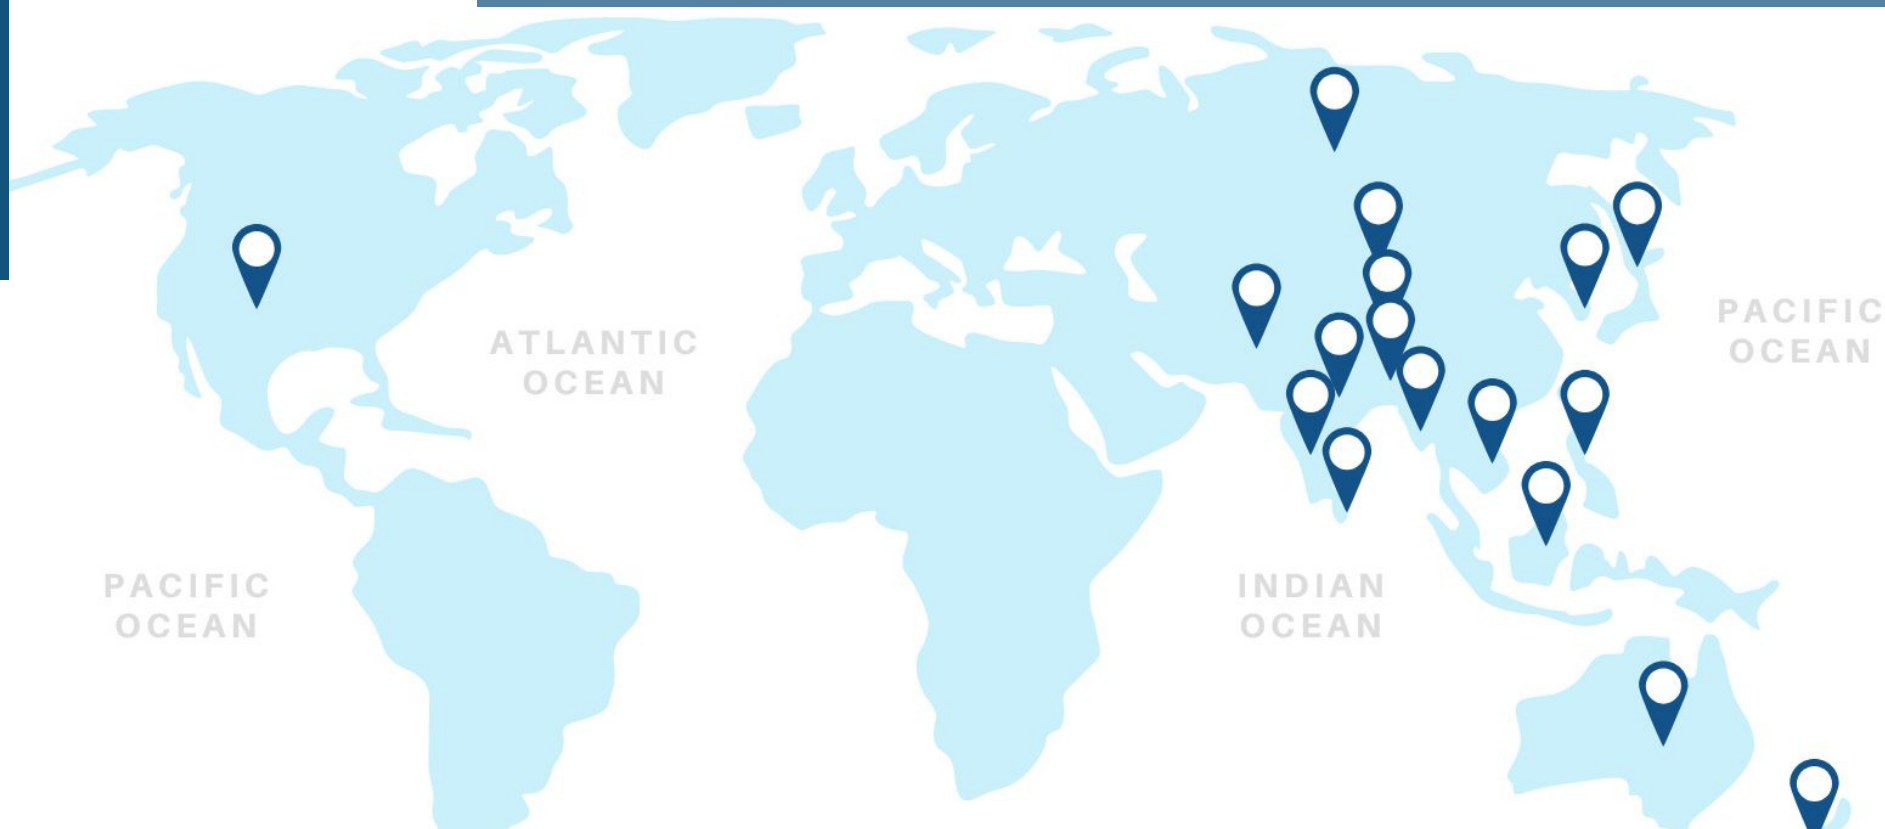 ATLANTIC
OCEAN
PACIFIC
OCEAN
PACIFIC
OCEAN
INDIAN
OCEAN